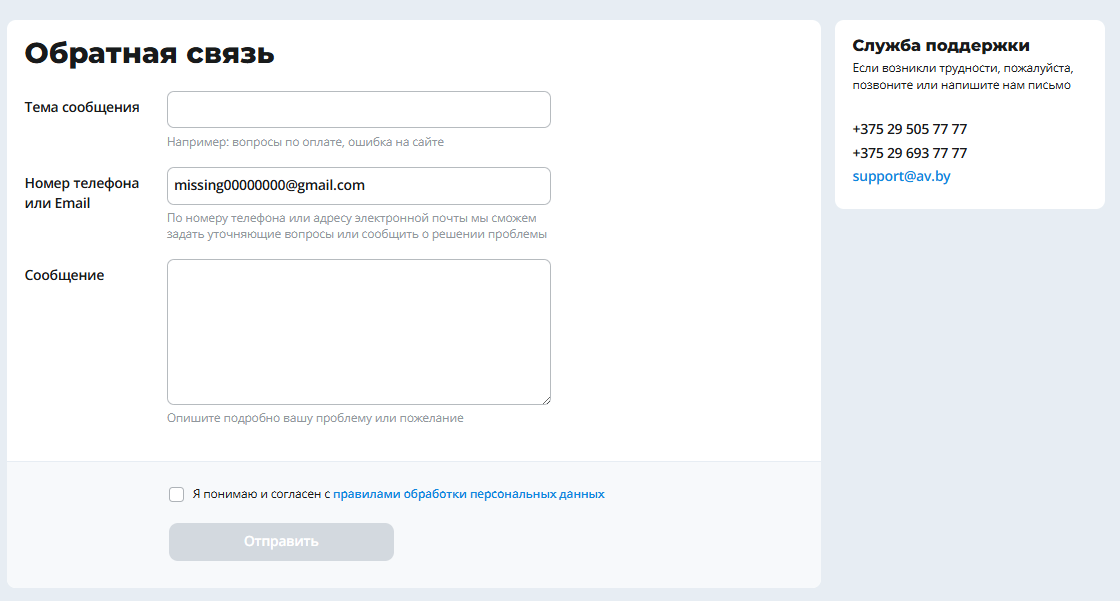 Обратная связь
Тема сообщения
Например: вопросы по оплате, ошибка на сайте
Номер телефона
или Email
missing00000000@gmail.com
По номеру телефона или адресу электронной почты мы сможем
задать уточняющие вопросы или сообщить о решении проблемы
Сообщение
Опишите подробно вашу проблему или пожелание
Я понимаю и согласен с правилами обработки персональных данных
Отправить
Служба поддержки
Если возникли трудности, пожалуйста,
позвоните или напишите нам письмо
+375 29 505 77 77
+375 29 693 77 77
support@av.by